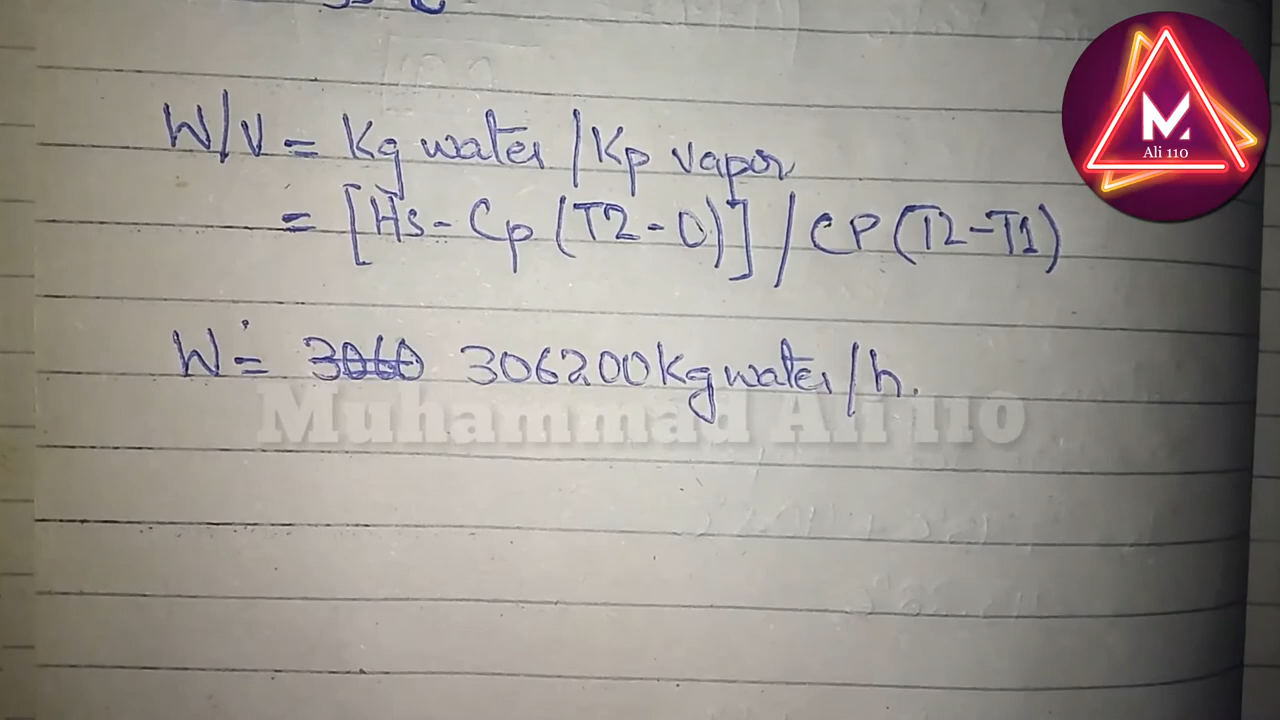 W/V = Kg water / Kp vapor
= [Hs - Cp (T2 - 0)] / CP (T2 - T1)
W = 3060 306200 Kg water / h.
Muhammad Ali 110
M
Ali 110